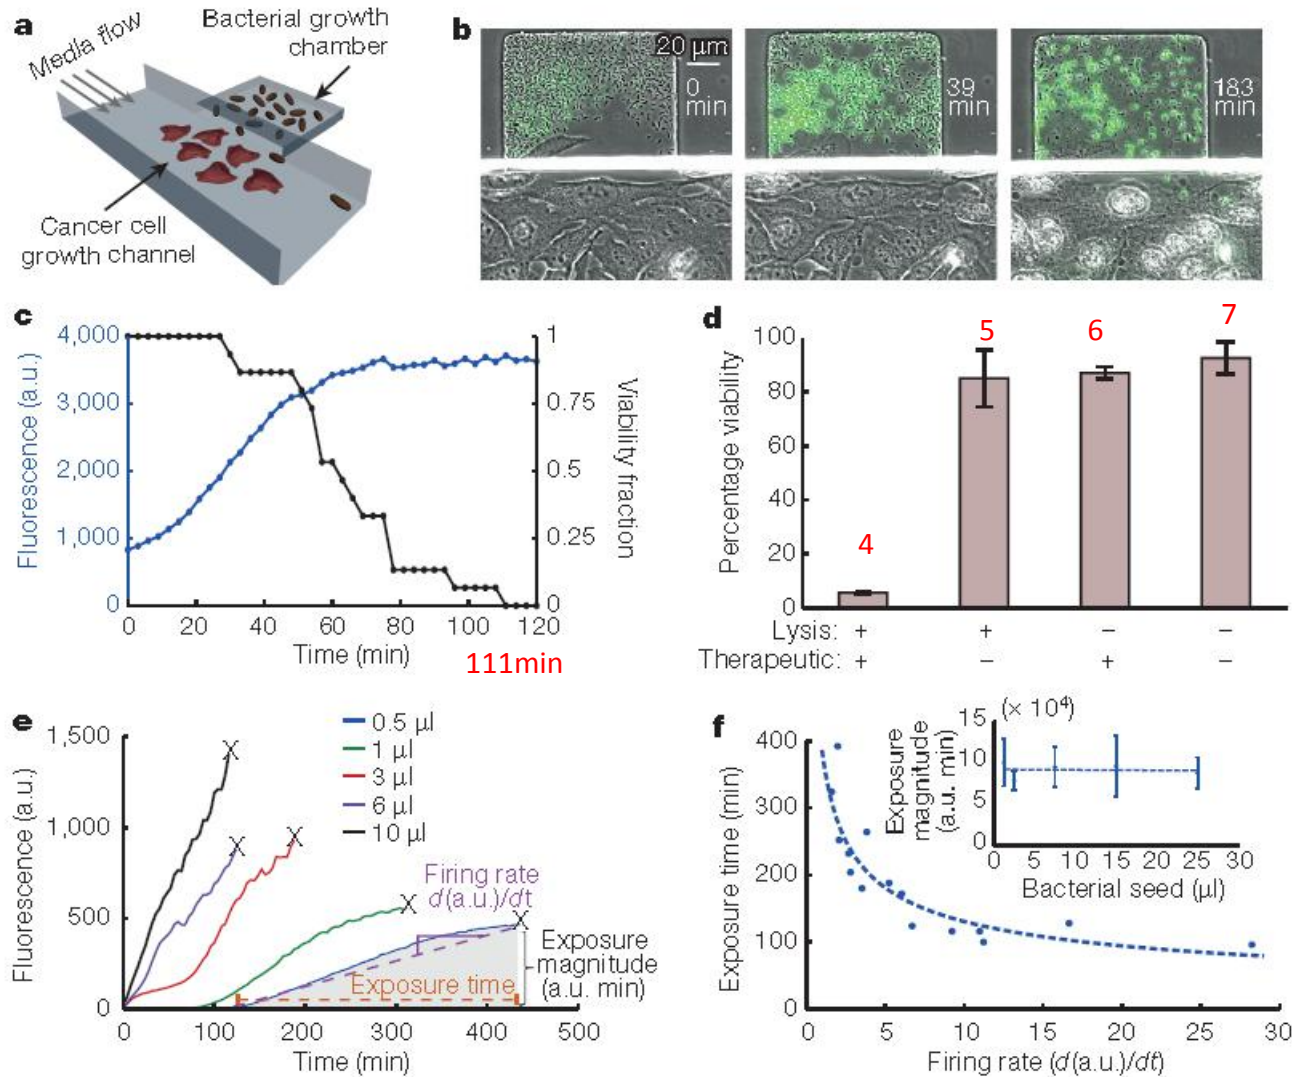 a
Media flow
Bacterial growth
chamber
Cancer cell
growth channel
b
20 µm
0
min
39
min
183
min
c
Fluorescence (a.u.)
4,000
3,000
2,000
1,000
0
1
0.75
0.5
0.25
0
Viability fraction
0 20 40 60 80 100 120
Time (min)
111min
d
Percentage viability
100
80
60
40
20
0
4
5
6
7
Lysis: + + – –
Therapeutic: + – + –
e
Fluorescence (a.u.)
1,500
1,000
500
0
0.5 µl
1 µl
3 µl
6 µl
10 µl
X
X
X
X
X
Firing rate
d(a.u.)/dt
Exposure time
Exposure
magnitude
(a.u. min)
0 100 200 300 400 500
Time (min)
f
Exposure time (min)
400
300
200
100
0
0 5 10 15 20 25 30
Firing rate (d(a.u.)/dt)
Exposure
magnitude
(a.u. min)
(× 10⁴)
15
10
5
0
0 5 10 15 20 25 30
Bacterial seed (µl)